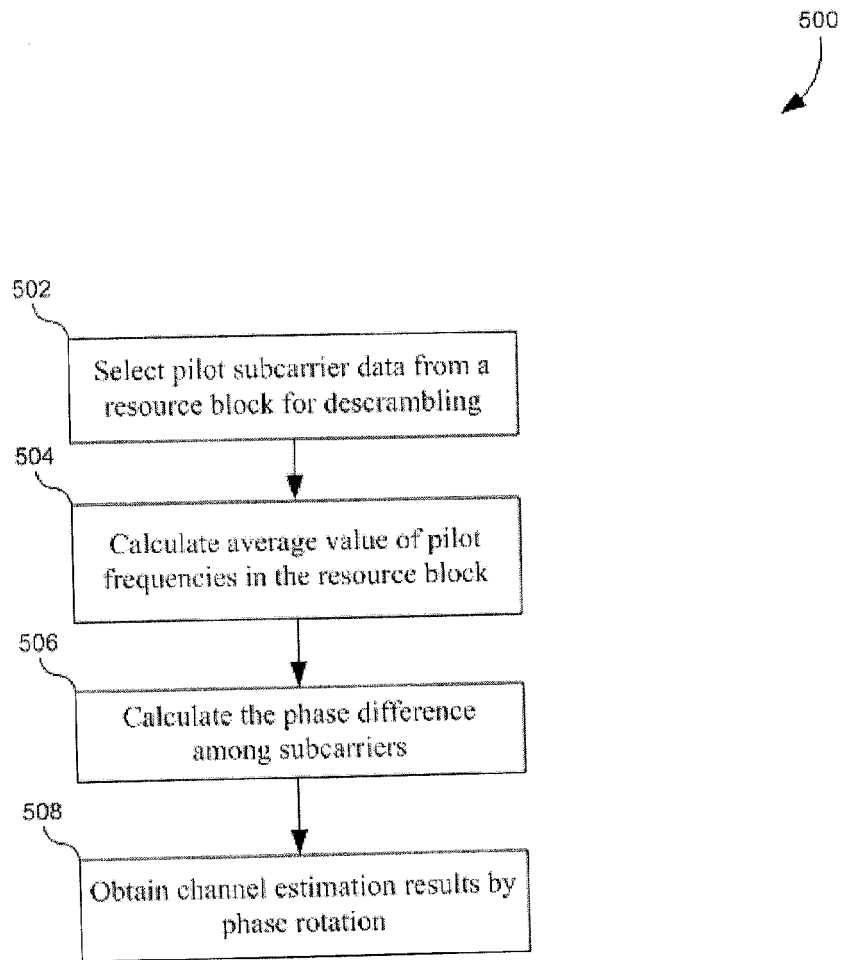 500
502
Select pilot subcarrier data from a
resource block for descrambling
504
Calculate average value of pilot
frequencies in the resource block
506
Calculate the phase difference
among subcarriers
508
Obtain channel estimation results by
phase rotation